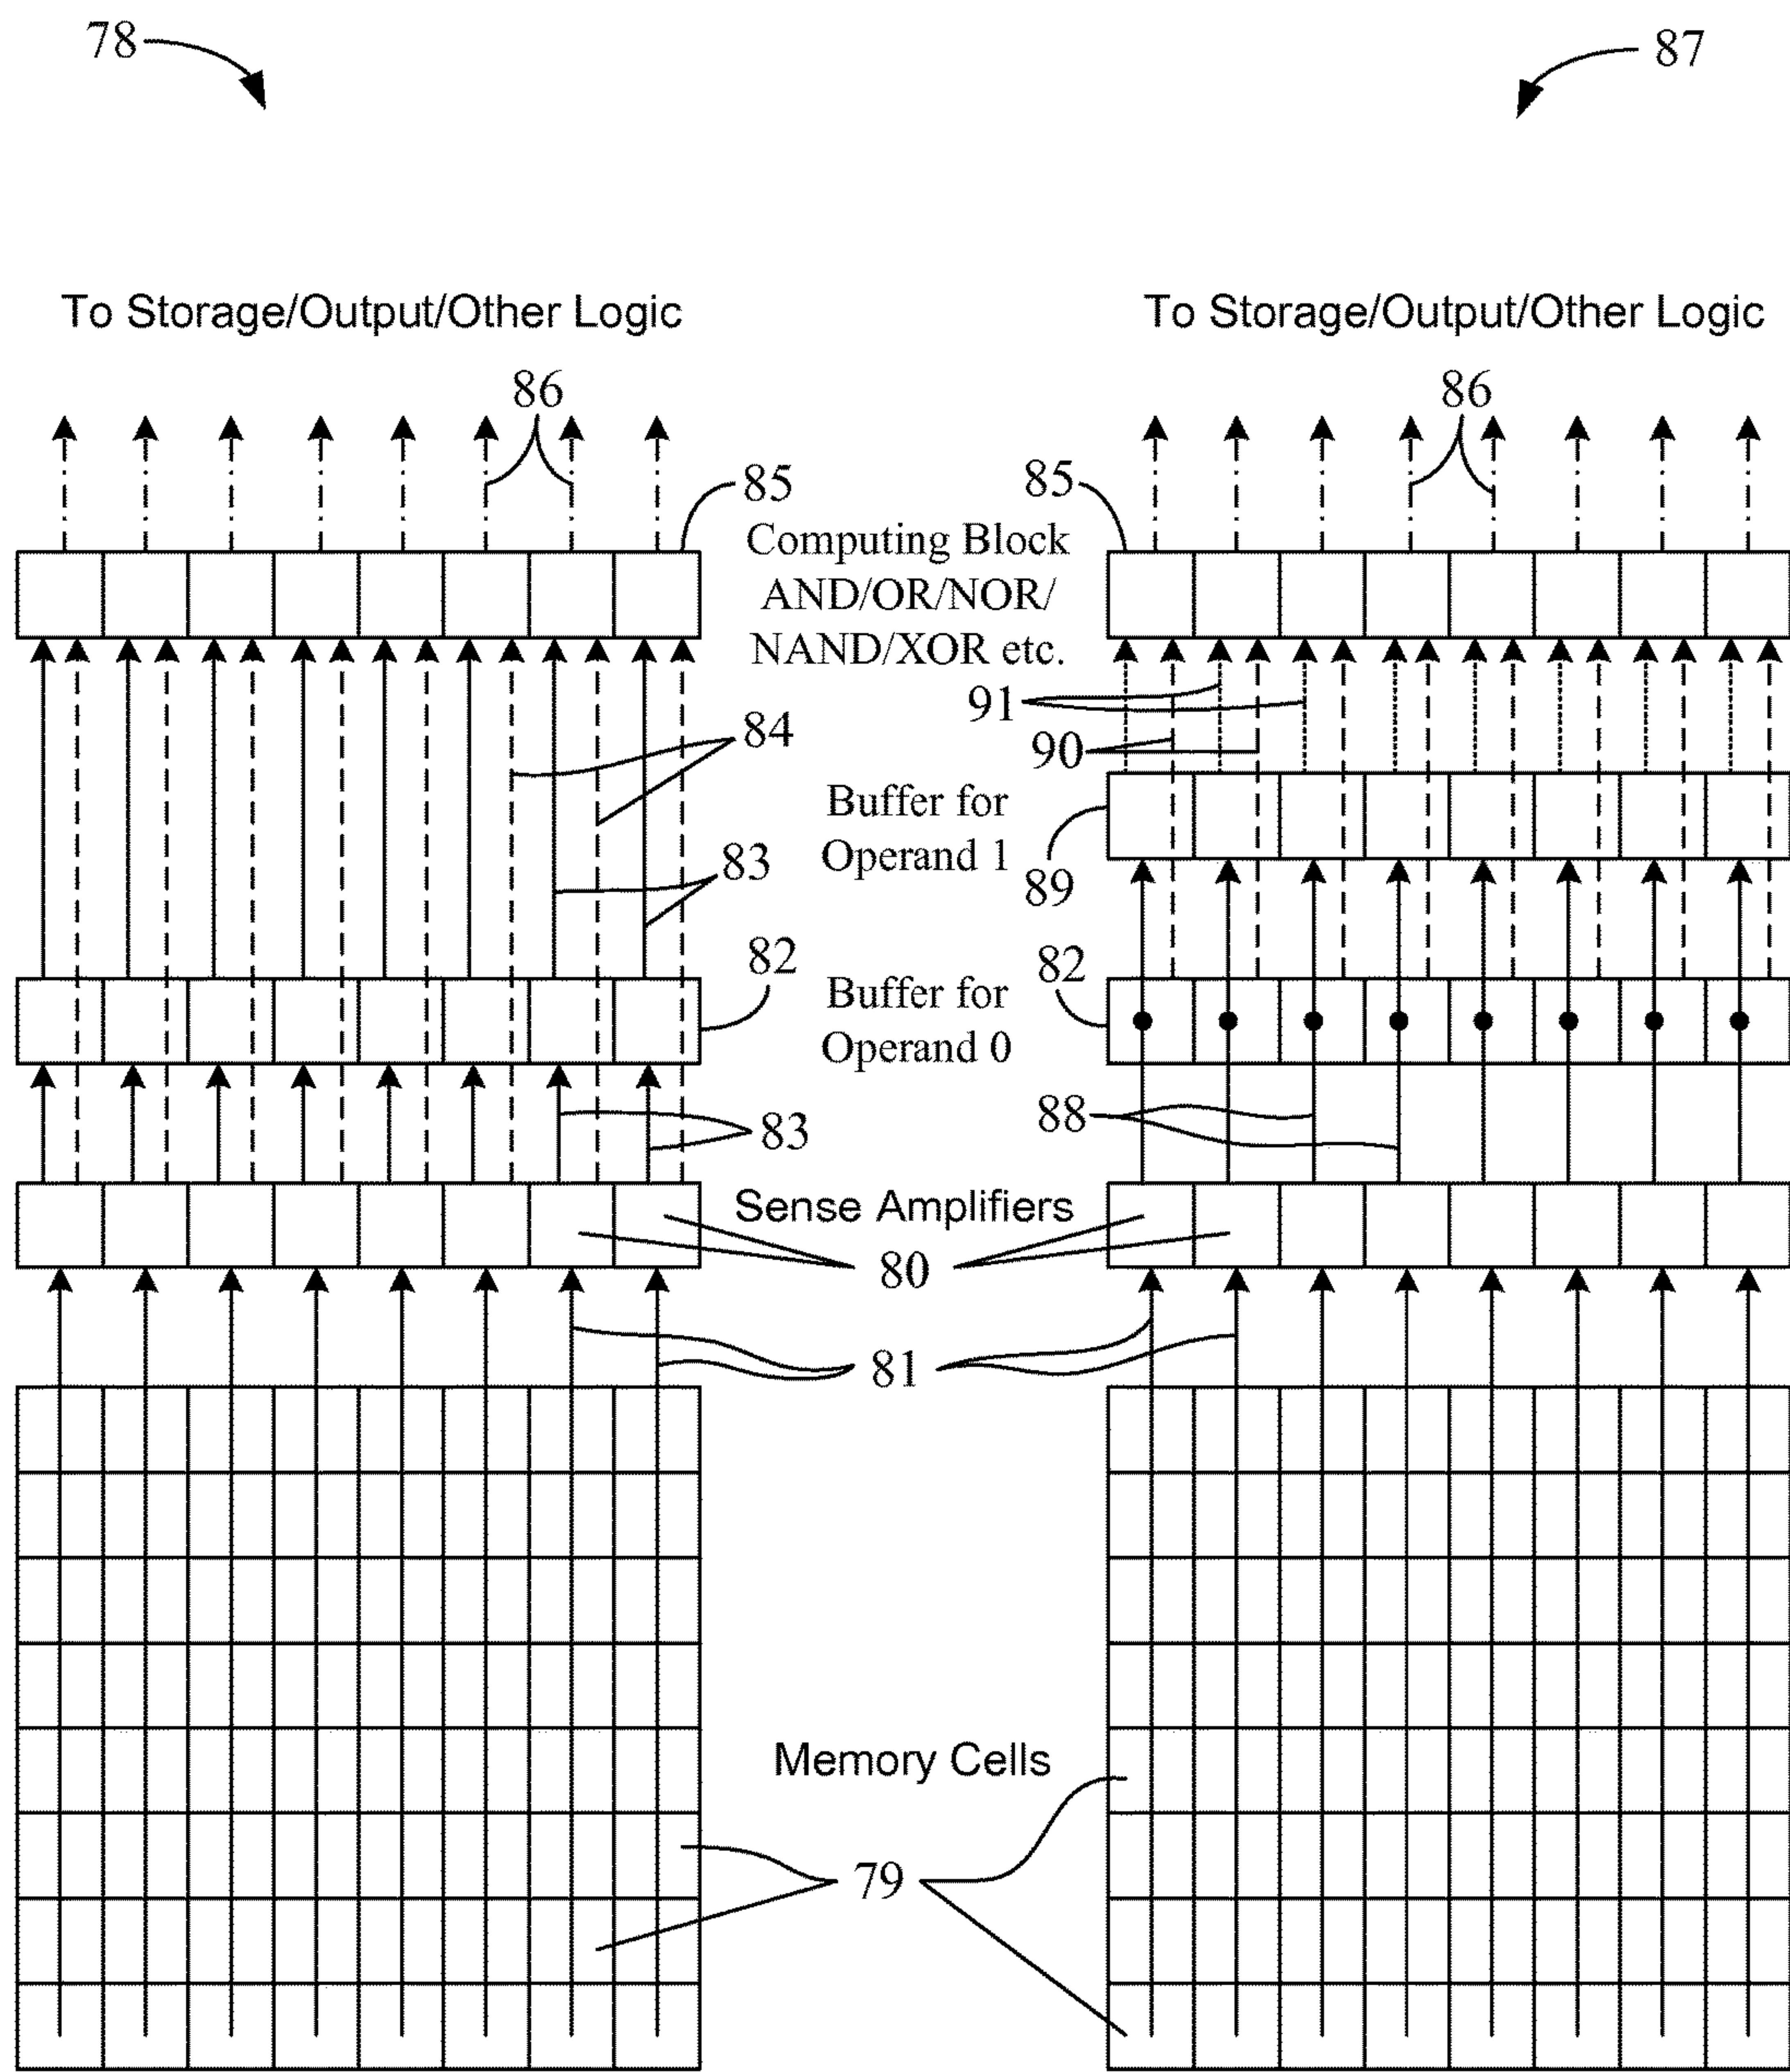 78
87
To Storage/Output/Other Logic
To Storage/Output/Other Logic
86
86
85
85
Computing Block
AND/OR/NOR/
NAND/XOR etc.
91
84
90
Buffer for
Operand 1
83
89
82
82
Buffer for
Operand 0
88
83
Sense Amplifiers
80
81
Memory Cells
79